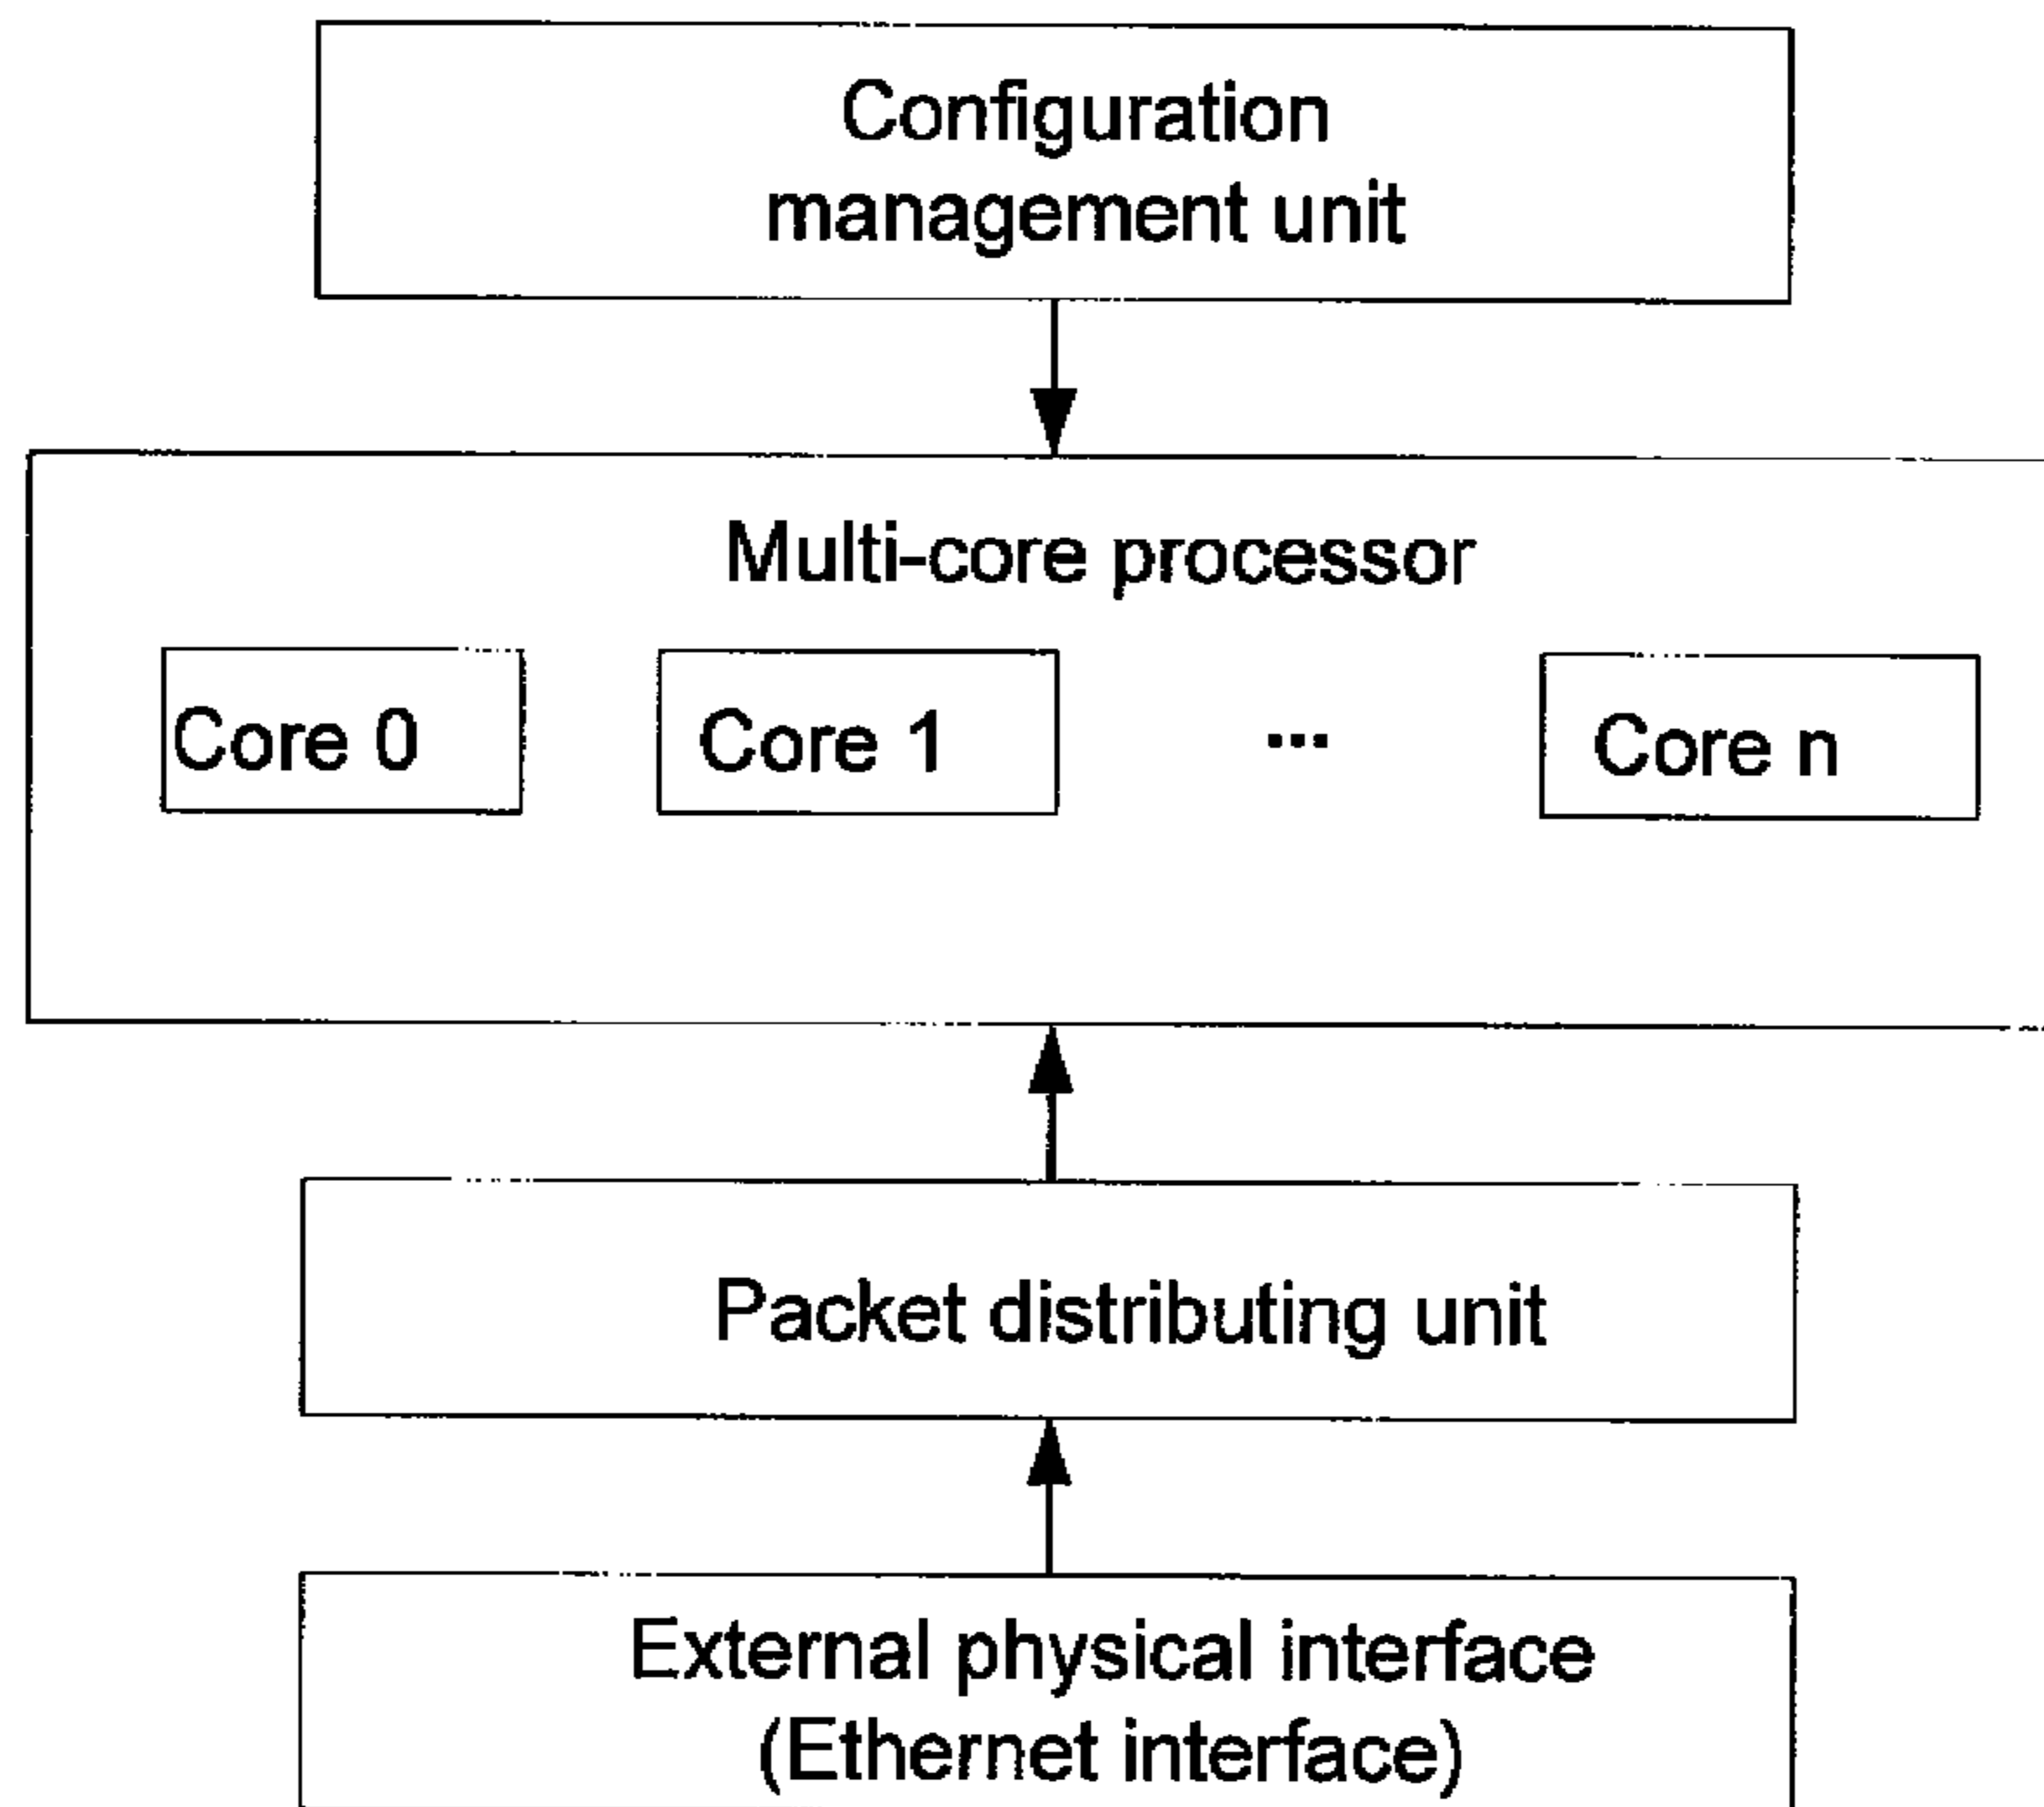 Configuration
management unit
Multi-core processor
Core 0
Core 1
...
Core n
Packet distributing unit
External physical interface
(Ethernet interface)